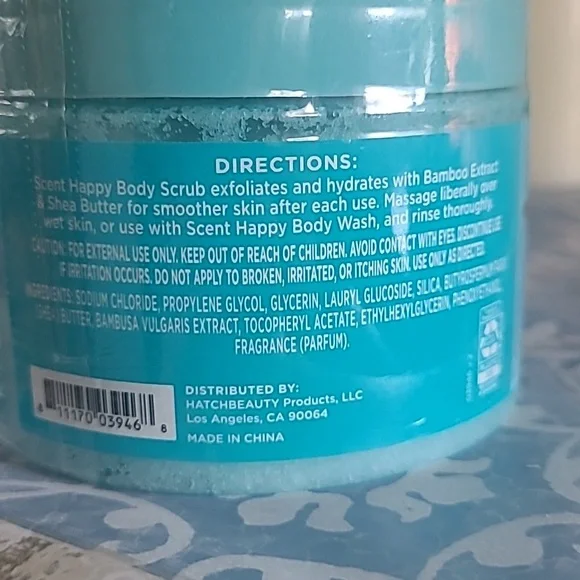 DIRECTIONS:
Scent Happy Body Scrub exfoliates and hydrates with Bamboo Extract
& Shea Butter for smoother skin after each use. Massage liberally over
wet skin, or use with Scent Happy Body Wash, and rinse thoroughly.
CAUTION: FOR EXTERNAL USE ONLY. KEEP OUT OF REACH OF CHILDREN. AVOID CONTACT WITH EYES. DISCONTINUE USE
IF IRRITATION OCCURS. DO NOT APPLY TO BROKEN, IRRITATED, OR ITCHING SKIN. USE ONLY AS DIRECTED.
INGREDIENTS: SODIUM CHLORIDE, PROPYLENE GLYCOL, GLYCERIN, LAURYL GLUCOSIDE, SILICA,
(SHEA) BUTTER, BAMBUSA VULGARIS EXTRACT, TOCOPHERYL ACETATE, ETHYLHEXYLGLYCERIN, PHENOXYETHANOL,
FRAGRANCE (PARFUM).
8 11170 03946 8
DISTRIBUTED BY:
HATCHBEAUTY Products, LLC
Los Angeles, CA 90064
MADE IN CHINA